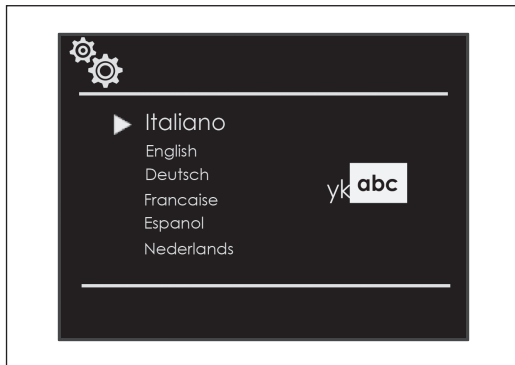 Italiano
English
Deutsch
Francaise
Espanol
Nederlands
yk abc